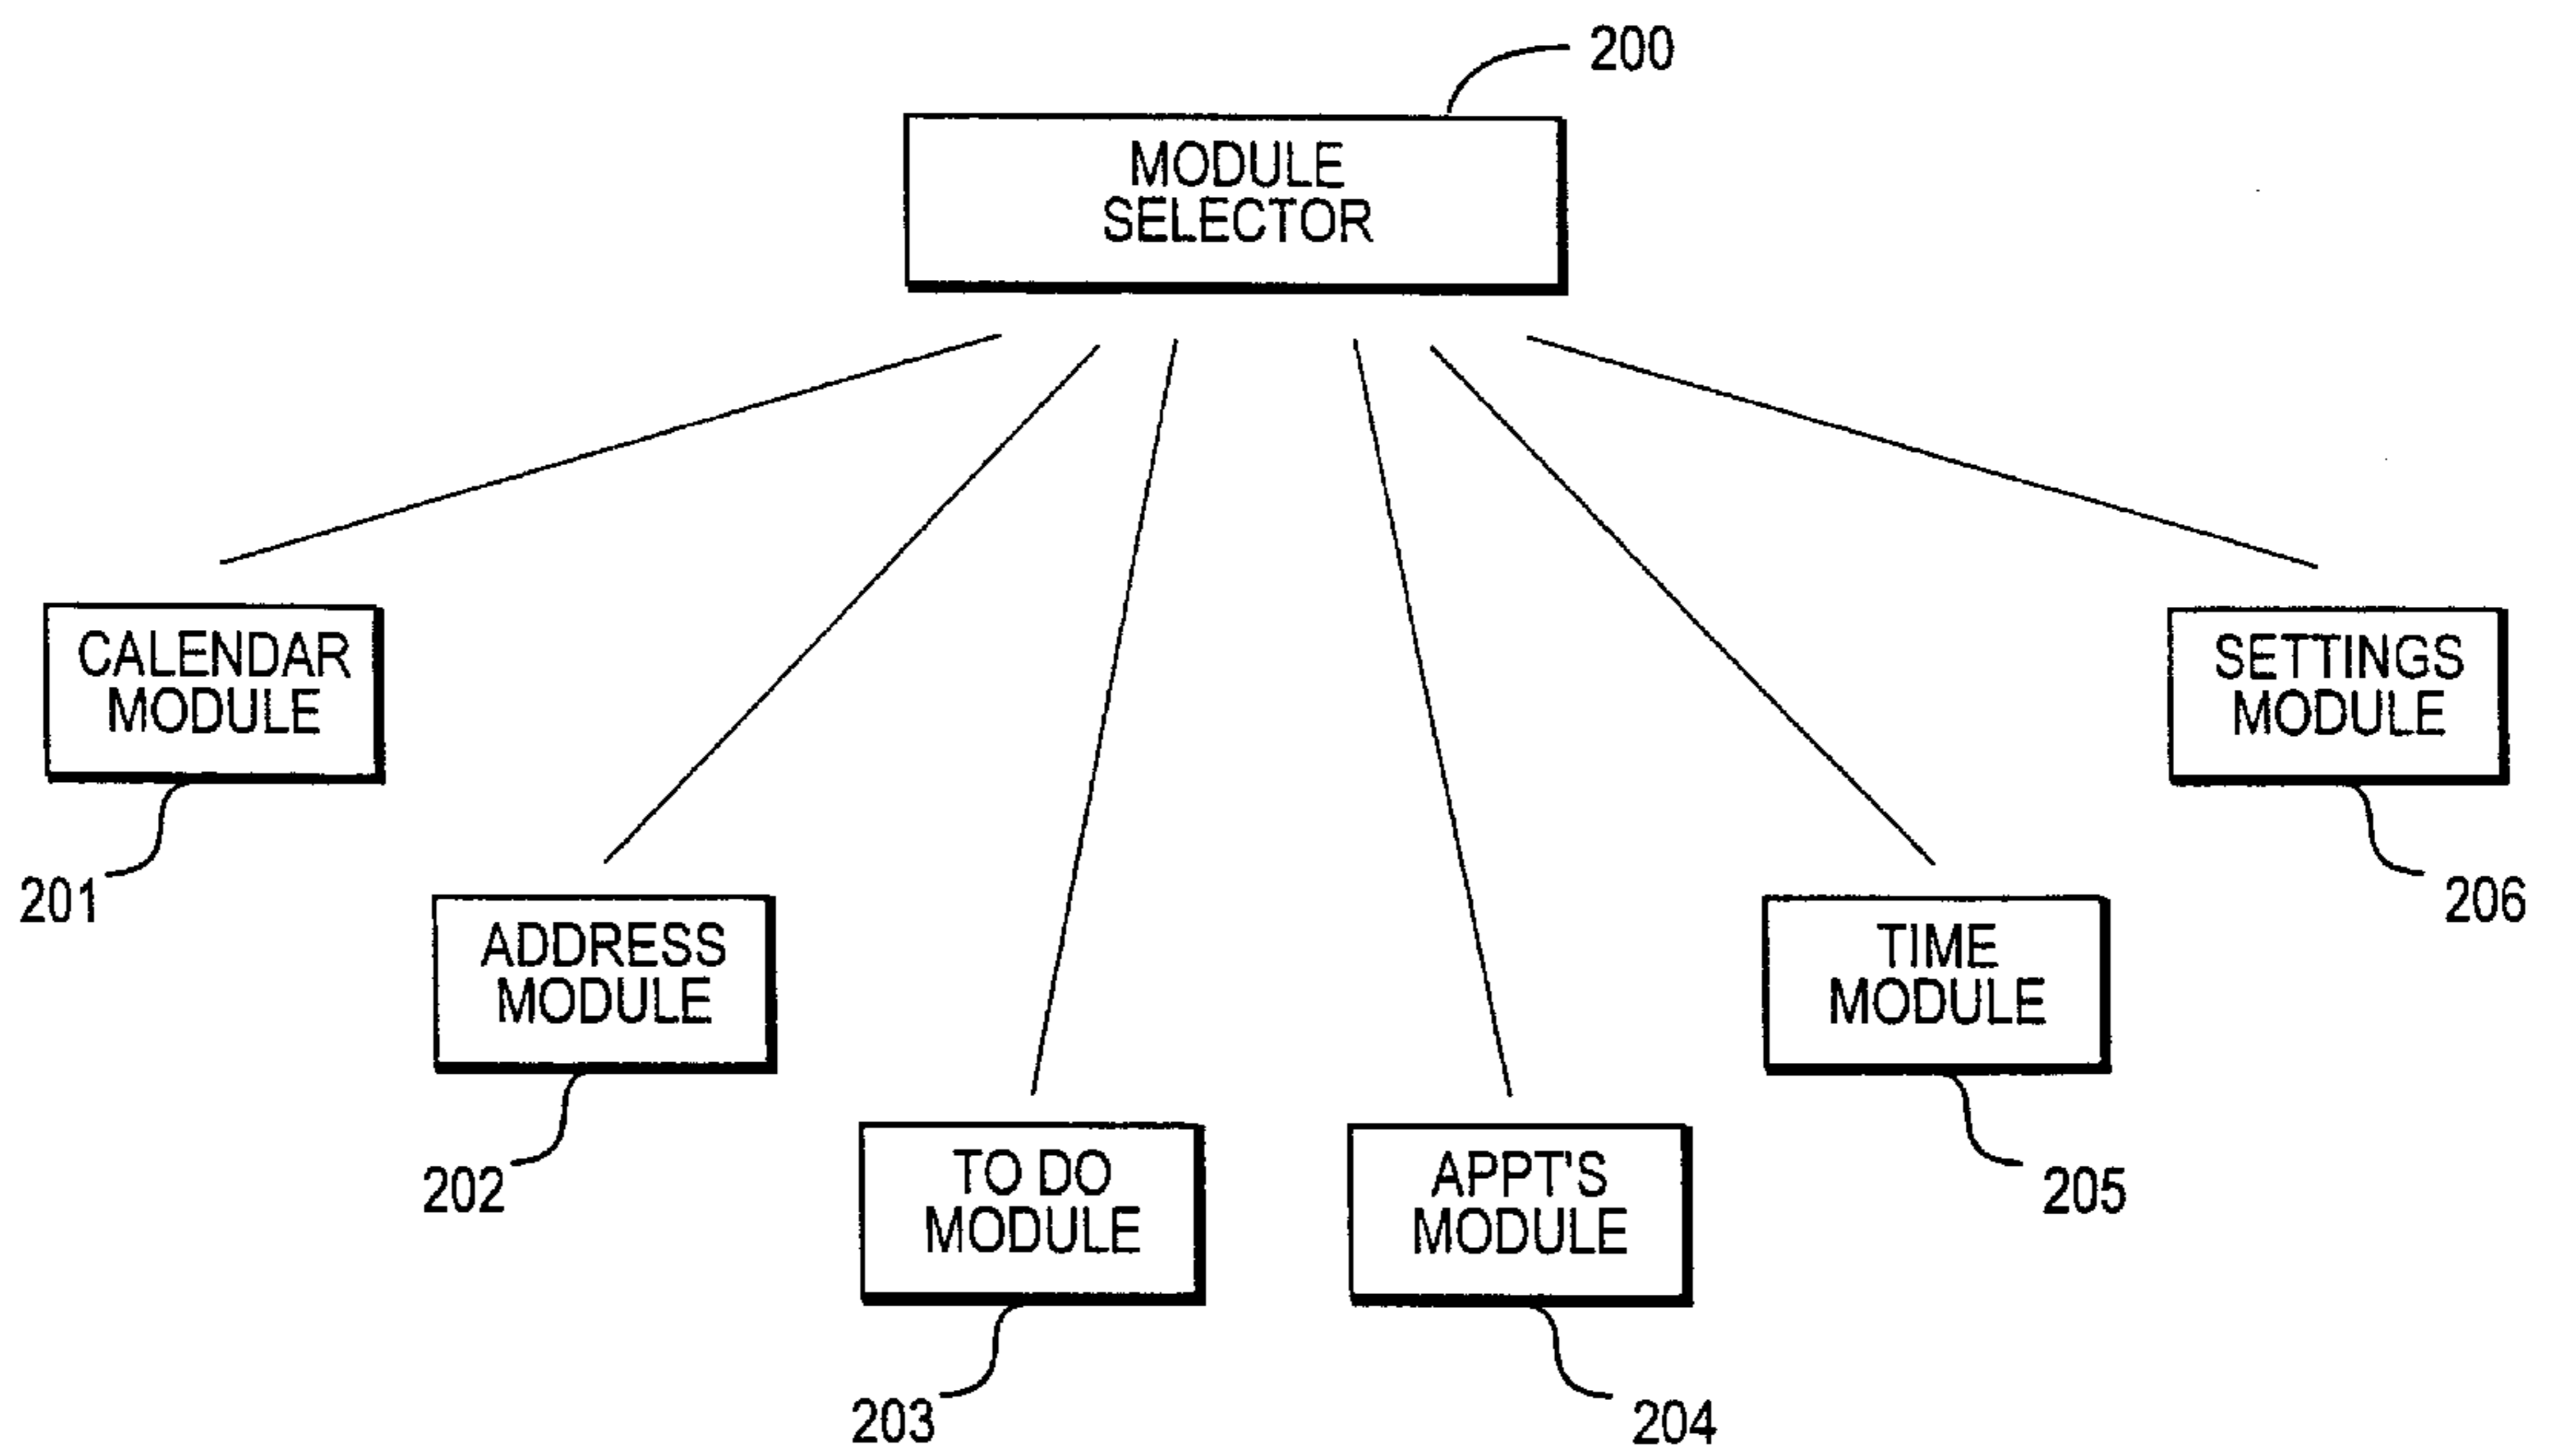 200
MODULE
SELECTOR
CALENDAR
MODULE
201
ADDRESS
MODULE
202
TO DO
MODULE
203
APPT'S
MODULE
204
TIME
MODULE
205
SETTINGS
MODULE
206